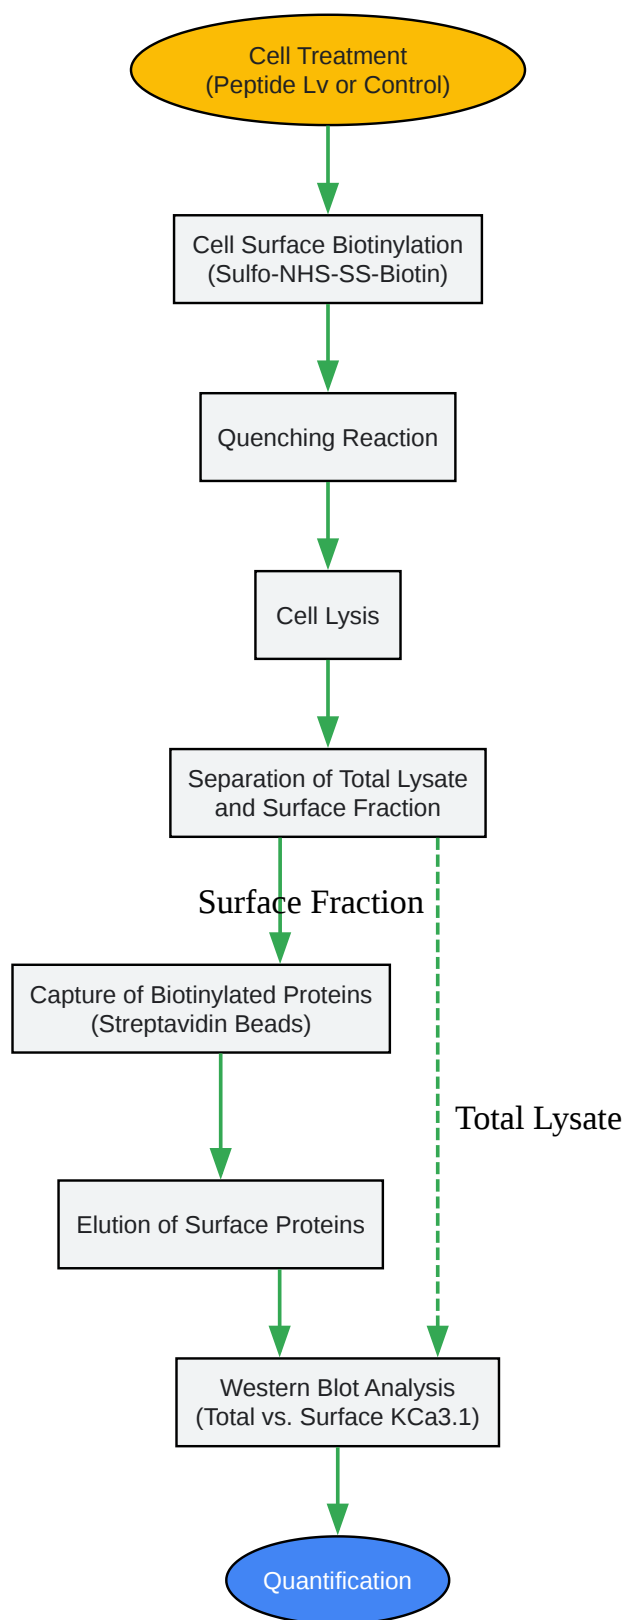 Cell Treatment
(Peptide Lv or Control)
Cell Surface Biotinylation
(Sulfo-NHS-SS-Biotin)
Quenching Reaction
Cell Lysis
Separation of Total Lysate
and Surface Fraction
Surface Fraction
Capture of Biotinylated Proteins
(Streptavidin Beads)
Total Lysate
Elution of Surface Proteins
Western Blot Analysis
(Total vs. Surface KCa3.1)
Quantification